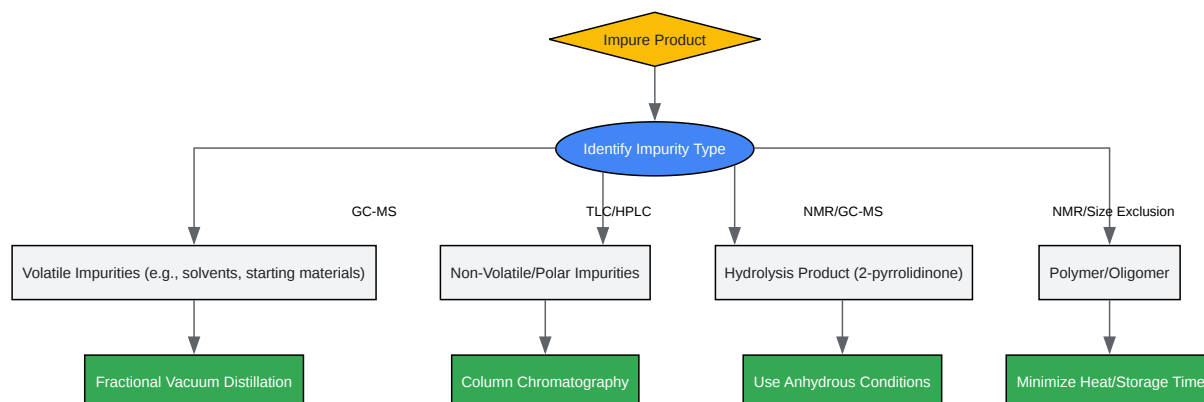 Impure Product
Identify Impurity Type
GC-MS
TLC/HPLC
NMR/GC-MS
NMR/Size Exclusion
Volatile Impurities (e.g., solvents, starting materials)
Non-Volatile/Polar Impurities
Hydrolysis Product (2-pyrrolidinone)
Polymer/Oligomer
Fractional Vacuum Distillation
Column Chromatography
Use Anhydrous Conditions
Minimize Heat/Storage Time